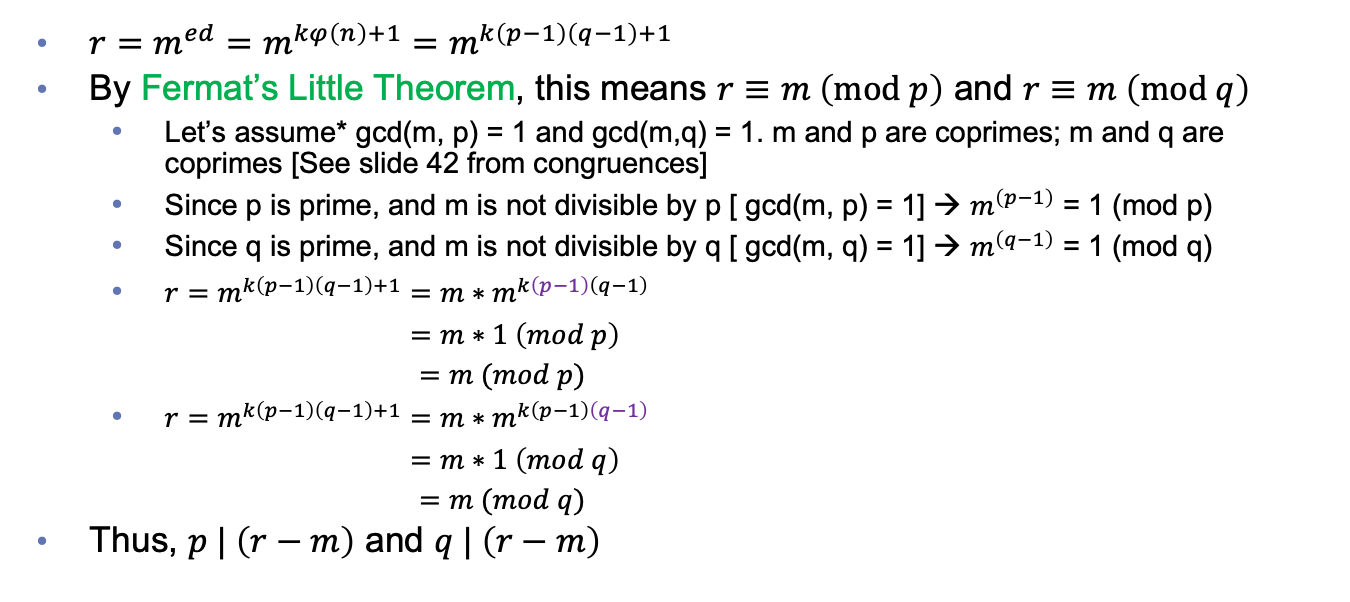 • r = m^{ed} = m^{kφ(n)+1} = m^{k(p−1)(q−1)+1}
• By Fermat's Little Theorem, this means r ≡ m (mod p) and r ≡ m (mod q)
• Let's assume* gcd(m, p) = 1 and gcd(m,q) = 1. m and p are coprimes; m and q are
coprimes [See slide 42 from congruences]
• Since p is prime, and m is not divisible by p [ gcd(m, p) = 1] → m^{(p−1)} = 1 (mod p)
• Since q is prime, and m is not divisible by q [ gcd(m, q) = 1] → m^{(q−1)} = 1 (mod q)
• r = m^{k(p−1)(q−1)+1} = m ∗ m^{k(p−1)(q−1)}
= m ∗ 1 (mod p)
= m (mod p)
• r = m^{k(p−1)(q−1)+1} = m ∗ m^{k(p−1)(q−1)}
= m ∗ 1 (mod q)
= m (mod q)
• Thus, p | (r − m) and q | (r − m)